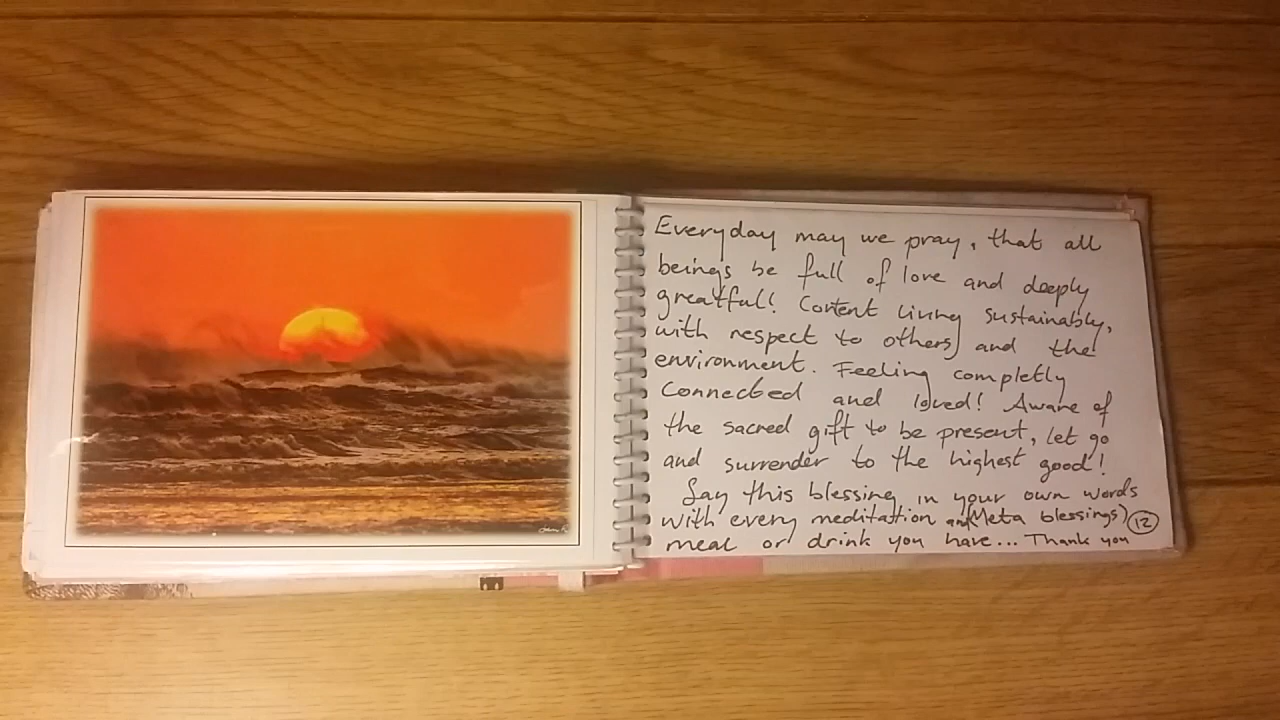 Everyday may we pray, that all
beings be full of love and deeply
greatful! Content living sustainably,
with respect to others, and the
environment. Feeling completly
connected and loved! Aware of
the sacred gift to be present, let go
and surrender to the highest good!
Say this blessing in your own words
with every meditation and (Meta blessings)
meal or drink you have... Thank you 12